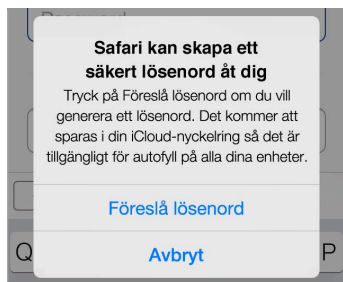 Safari kan skapa ett
säkert lösenord åt dig
Tryck på Föreslå lösenord om du vill
generera ett lösenord. Det kommer att
sparas i din iCloud-nyckelring så det är
tillgängligt för autofyll på alla dina enheter.
Föreslå lösenord
Avbryt
Q P